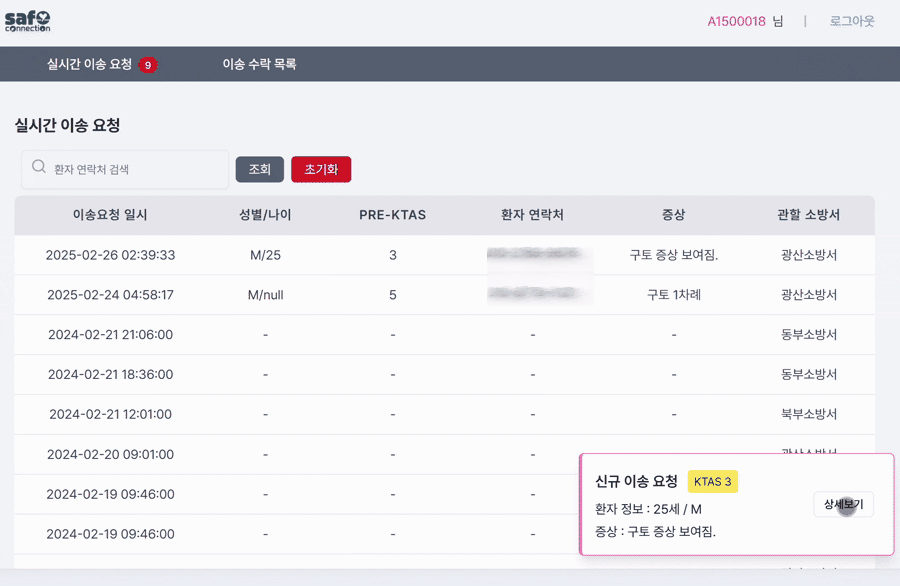 safe
connection
A1500018 님 | 로그아웃
실시간 이송 요청 9 이송 수락 목록
실시간 이송 요청
환자 연락처 검색 조회 초기화
이송요청 일시 성별/나이 PRE-KTAS 환자 연락처 증상 관할 소방서
2025-02-26 02:39:33 M/25 3 구토 증상 보여짐. 광산소방서
2025-02-24 04:58:17 M/null 5 구토 1차례 광산소방서
2024-02-21 21:06:00 - - - - 동부소방서
2024-02-21 18:36:00 - - - - 동부소방서
2024-02-21 12:01:00 - - - - 북부소방서
2024-02-20 09:01:00 - - -
2024-02-19 09:46:00 - - -
2024-02-19 09:46:00 - - -
신규 이송 요청 KTAS 3
환자 정보 : 25세 / M
상세보기
증상 : 구토 증상 보여짐.